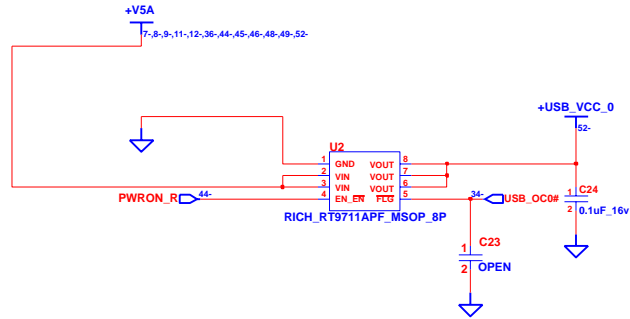 +V5A
7-,8-,9-,11-,12-,36-,44-,45-,46-,48-,49-,52-
+USB_VCC_0
52-
U2
1 GND VOUT 8
2 VIN VOUT 7
3 VIN VOUT 6
4 EN_EN FLG 5
PWRON_R 44-
34- USB_OC0#
RICH_RT9711APF_MSOP_8P
1 C24
2 0.1uF_16v
1 C23
2 OPEN